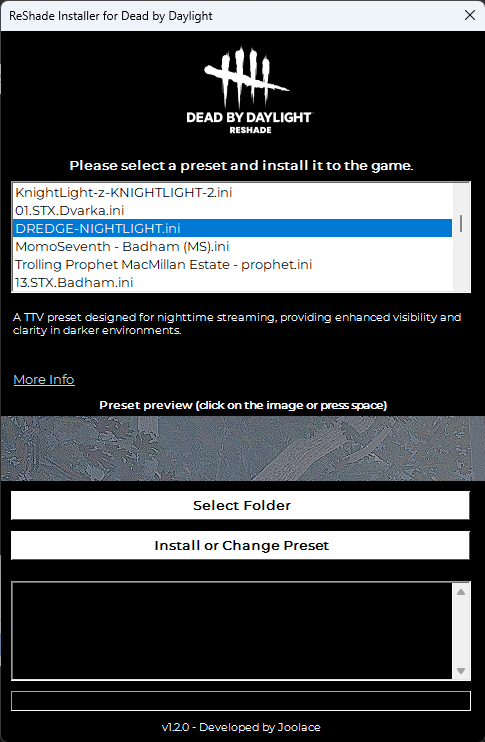 ReShade Installer for Dead by Daylight
DEAD BY DAYLIGHT
RESHADE
Please select a preset and install it to the game.
KnightLight-z-KNIGHTLIGHT-2.ini
01.STX.Dvarka.ini
DREDGE-NIGHTLIGHT.ini
MomoSeventh - Badham (MS).ini
Trolling Prophet MacMillan Estate - prophet.ini
13.STX.Badham.ini
A TTV preset designed for nighttime streaming, providing enhanced visibility and
clarity in darker environments.
More Info
Preset preview (click on the image or press space)
Select Folder
Install or Change Preset
v1.2.0 - Developed by Joolace